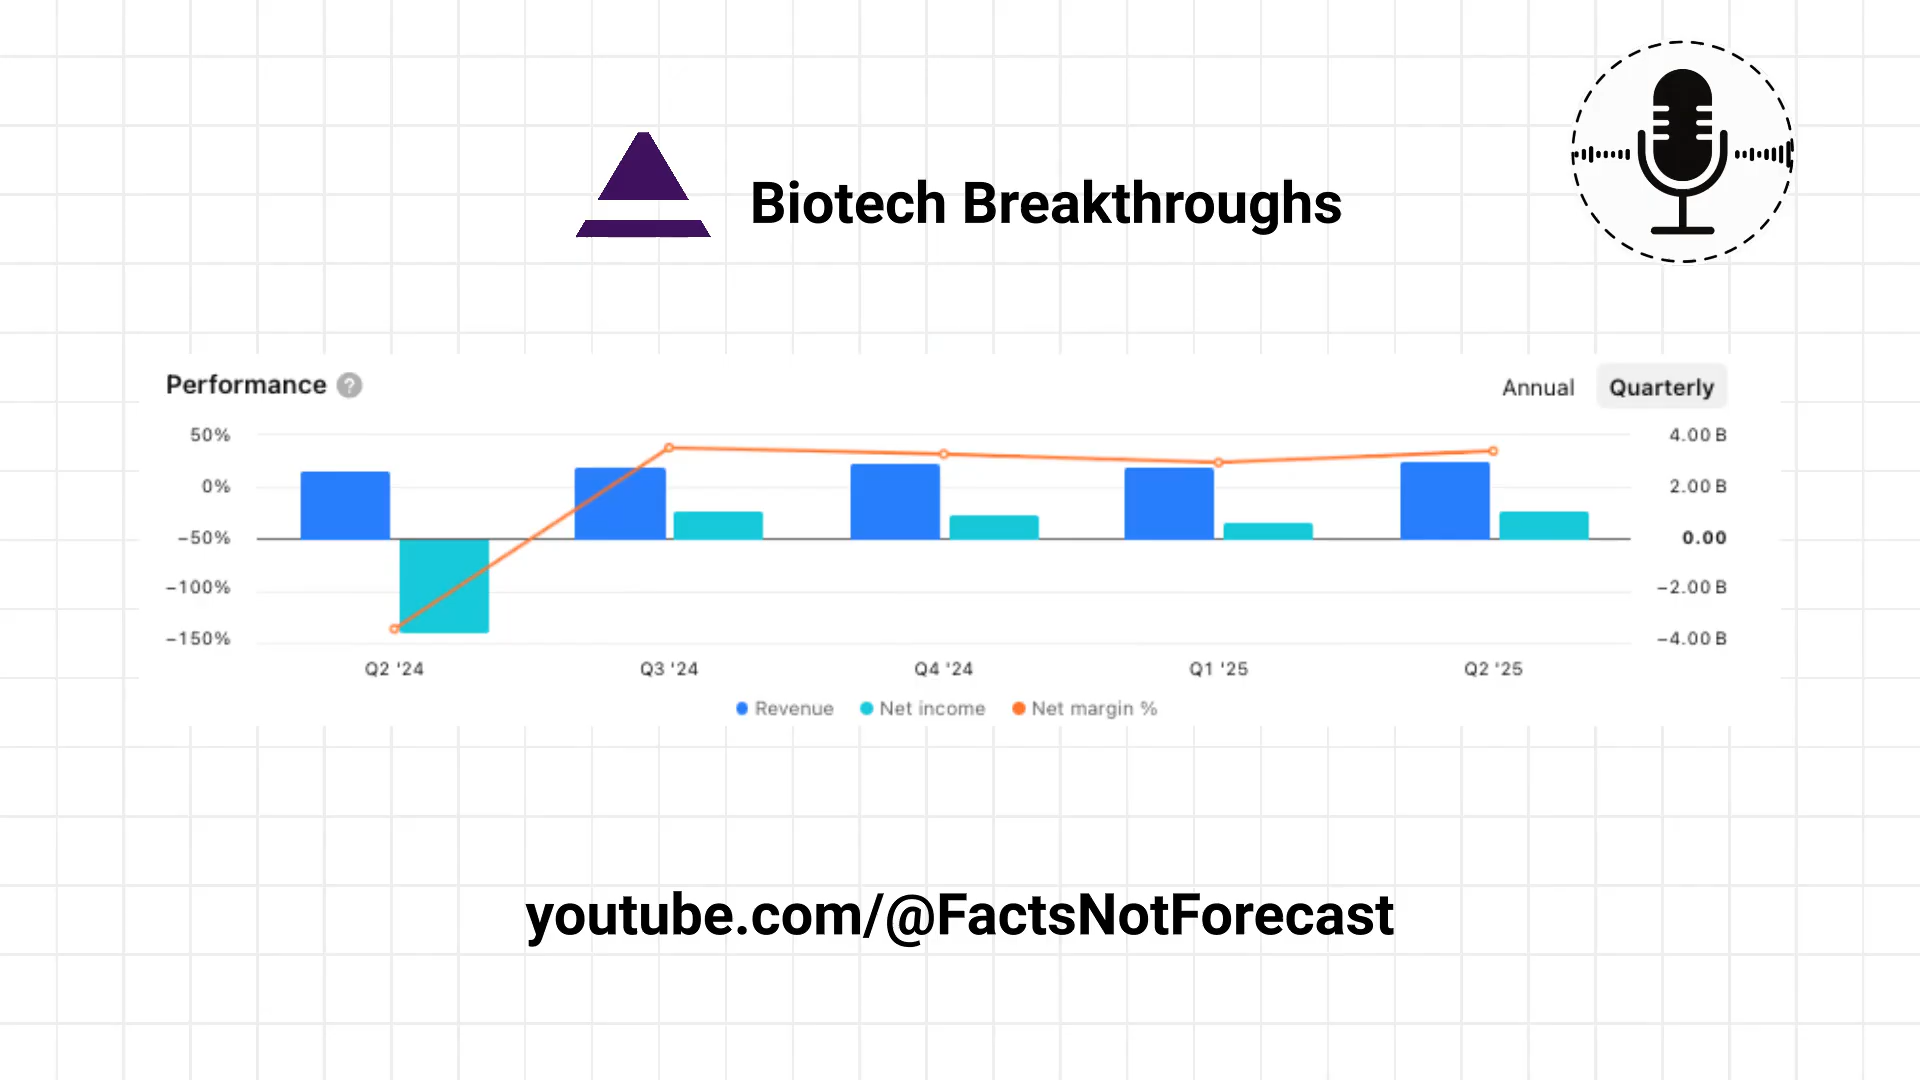 Biotech Breakthroughs
Performance ?
Annual Quarterly
50% 4.00 B
0% 2.00 B
−50% 0.00
−100% −2.00 B
−150% −4.00 B
Q2 '24 Q3 '24 Q4 '24 Q1 '25 Q2 '25
Revenue Net income Net margin %
youtube.com/@FactsNotForecast